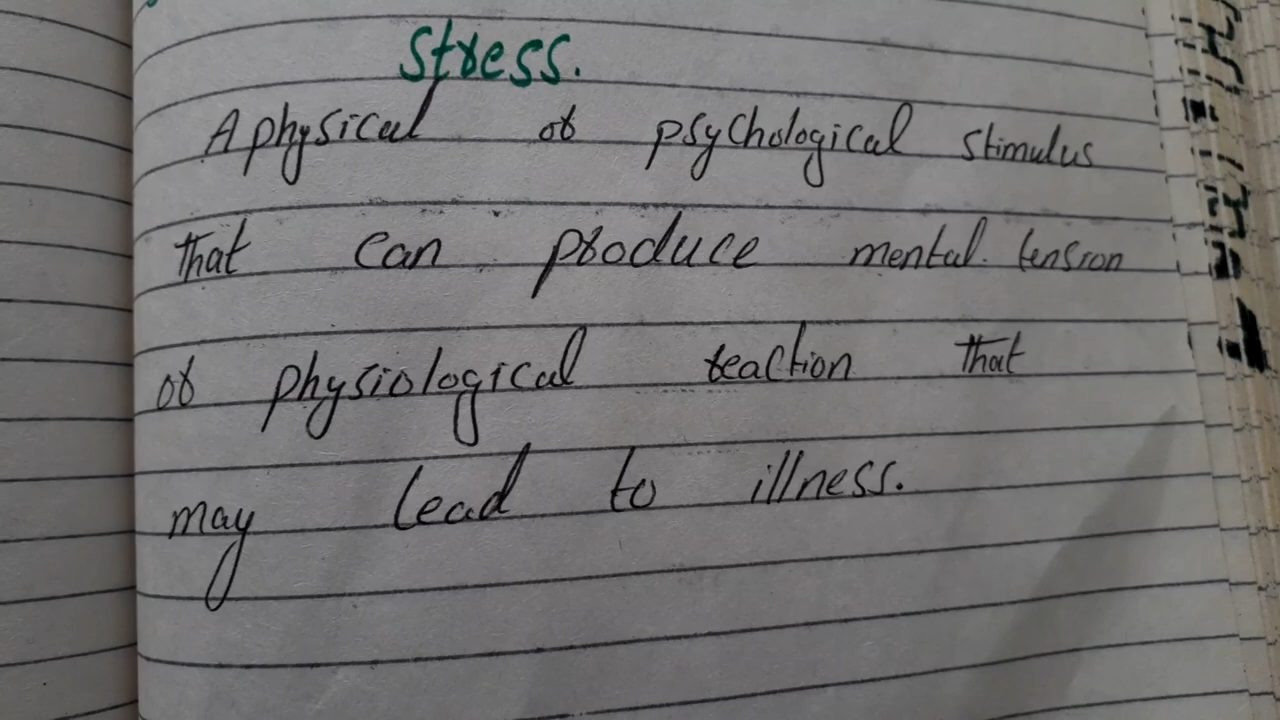 Stress.
A physical or psychological stimulus
that can produce mental. tension
or physiological reaction that
may lead to illness.